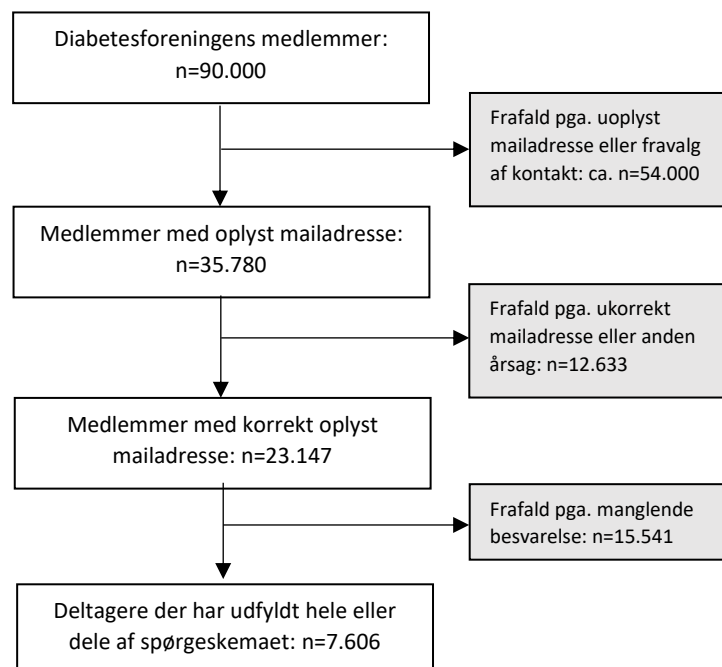 Diabetesforeningens medlemmer:
n=90.000
Frafald pga. uoplyst
mailadresse eller fravalg
af kontakt: ca. n=54.000
Medlemmer med oplyst mailadresse:
n=35.780
Frafald pga. ukorrekt
mailadresse eller anden
årsag: n=12.633
Medlemmer med korrekt oplyst
mailadresse: n=23.147
Frafald pga. manglende
besvarelse: n=15.541
Deltagere der har udfyldt hele eller
dele af spørgeskemaet: n=7.606